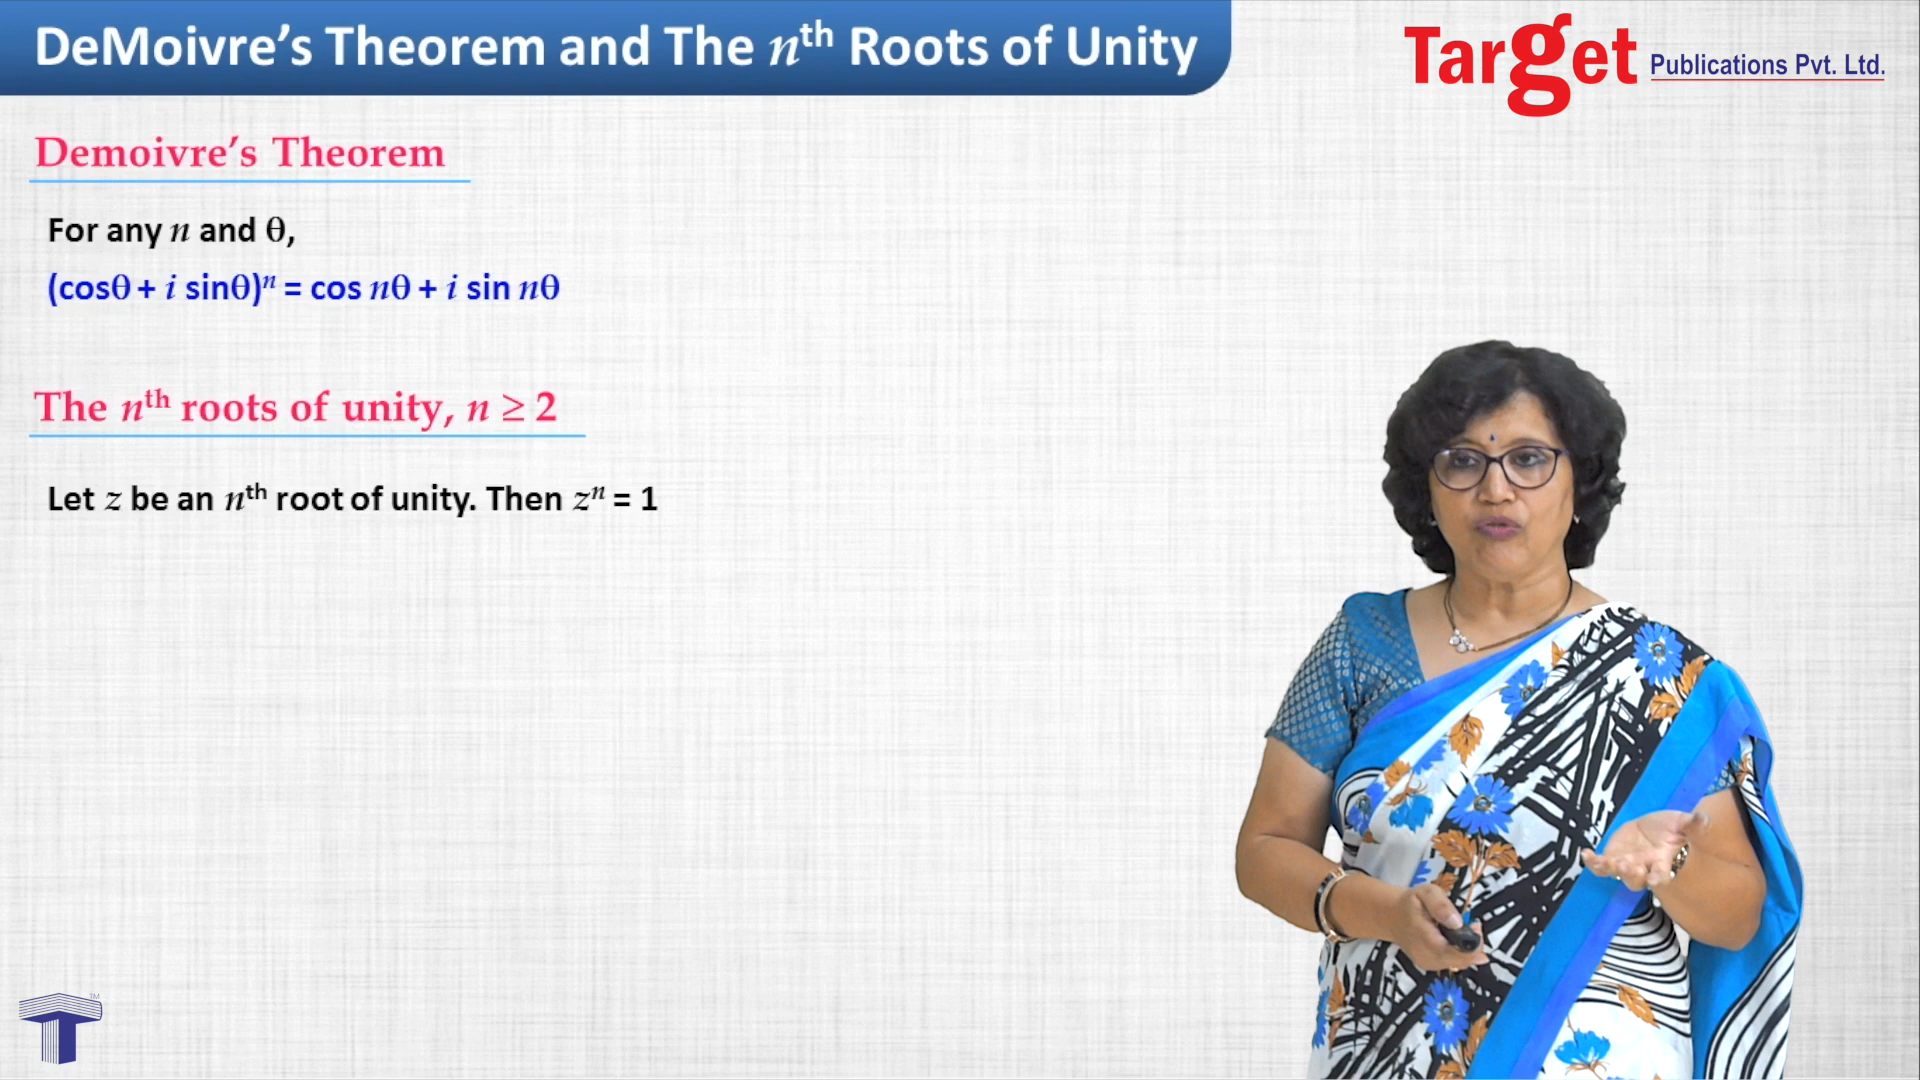 DeMoivre’s Theorem and The nᵗʰ Roots of Unity
Target Publications Pvt. Ltd.
Demoivre’s Theorem
For any n and θ,
(cosθ + i sinθ)ⁿ = cos nθ + i sin nθ
The nᵗʰ roots of unity, n ≥ 2
Let z be an nᵗʰ root of unity. Then zⁿ = 1
TM